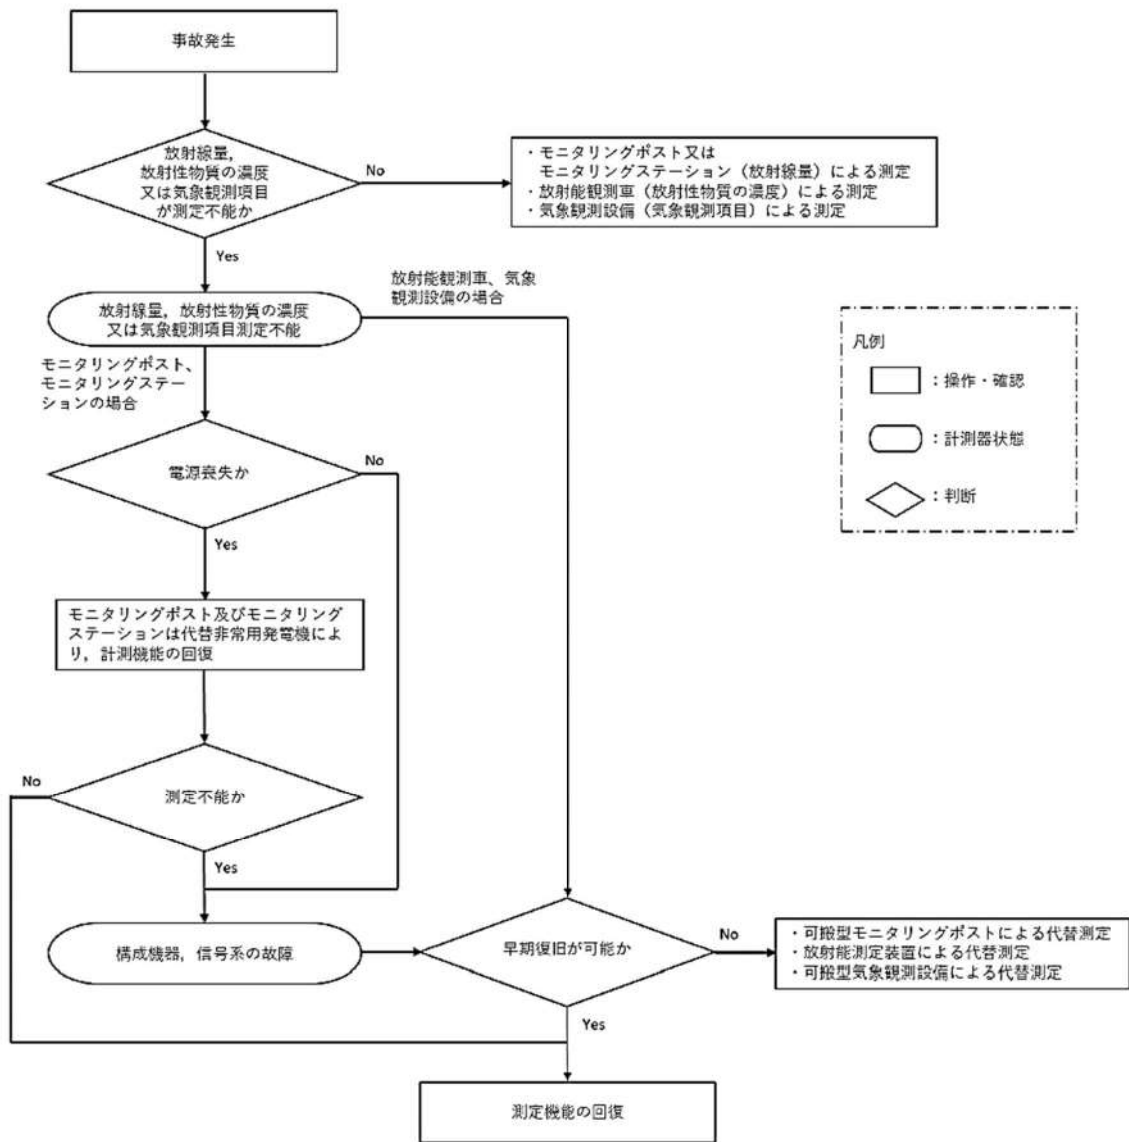 事故発生
放射線量，
放射性物質の濃度
又は気象観測項目
が測定不能か
No
・モニタリングポスト又は
モニタリングステーション（放射線量）による測定
・放射能観測車（放射性物質の濃度）による測定
・気象観測設備（気象観測項目）による測定
Yes
放射能観測車、気象
観測設備の場合
放射線量，放射性物質の濃度
又は気象観測項目測定不能
モニタリングポスト、
モニタリングステー
ションの場合
凡例
：操作・確認
：計測器状態
：判断
電源喪失か
No
Yes
モニタリングポスト及びモニタリング
ステーションは代替非常用発電機によ
り，計測機能の回復
No
測定不能か
Yes
構成機器，信号系の故障
早期復旧が可能か
No
・可搬型モニタリングポストによる代替測定
・放射能測定装置による代替測定
・可搬型気象観測設備による代替測定
Yes
測定機能の回復